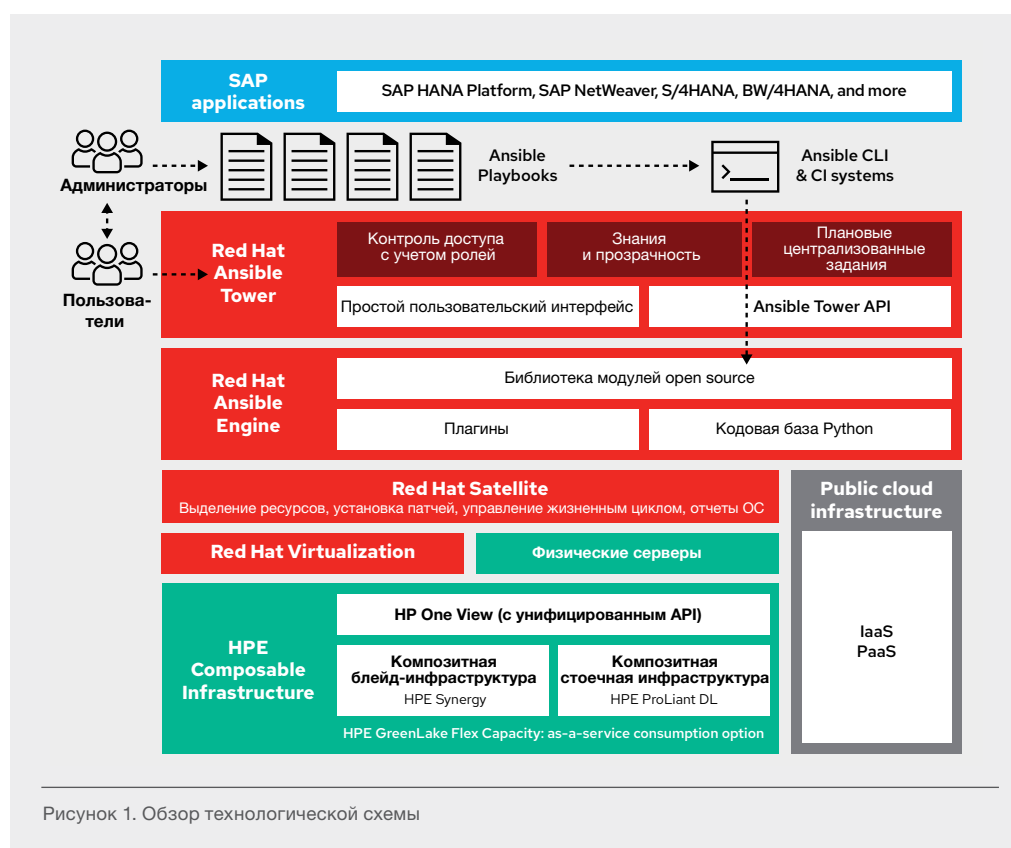 SAP
applications
SAP HANA Platform, SAP NetWeaver, S/4HANA, BW/4HANA, and more
Администраторы
Ansible
Playbooks
Ansible CLI
& CI systems
Пользова-
тели
Red Hat
Ansible
Tower
Контроль доступа
с учетом ролей
Знания
и прозрачность
Плановые
централизованные
задания
Простой пользовательский интерфейс
Ansible Tower API
Red Hat
Ansible
Engine
Библиотека модулей open source
Плагины
Кодовая база Python
Red Hat Satellite
Выделение ресурсов, установка патчей, управление жизненным циклом, отчеты ОС
Public cloud
infrastructure
IaaS
PaaS
Red Hat Virtualization
Физические серверы
HPE
Composable
Infrastructure
HP One View (с унифицированным API)
Композитная
блейд-инфраструктура
HPE Synergy
Композитная
стоечная инфраструктура
HPE ProLiant DL
HPE GreenLake Flex Capacity: as-a-service consumption option
Рисунок 1. Обзор технологической схемы